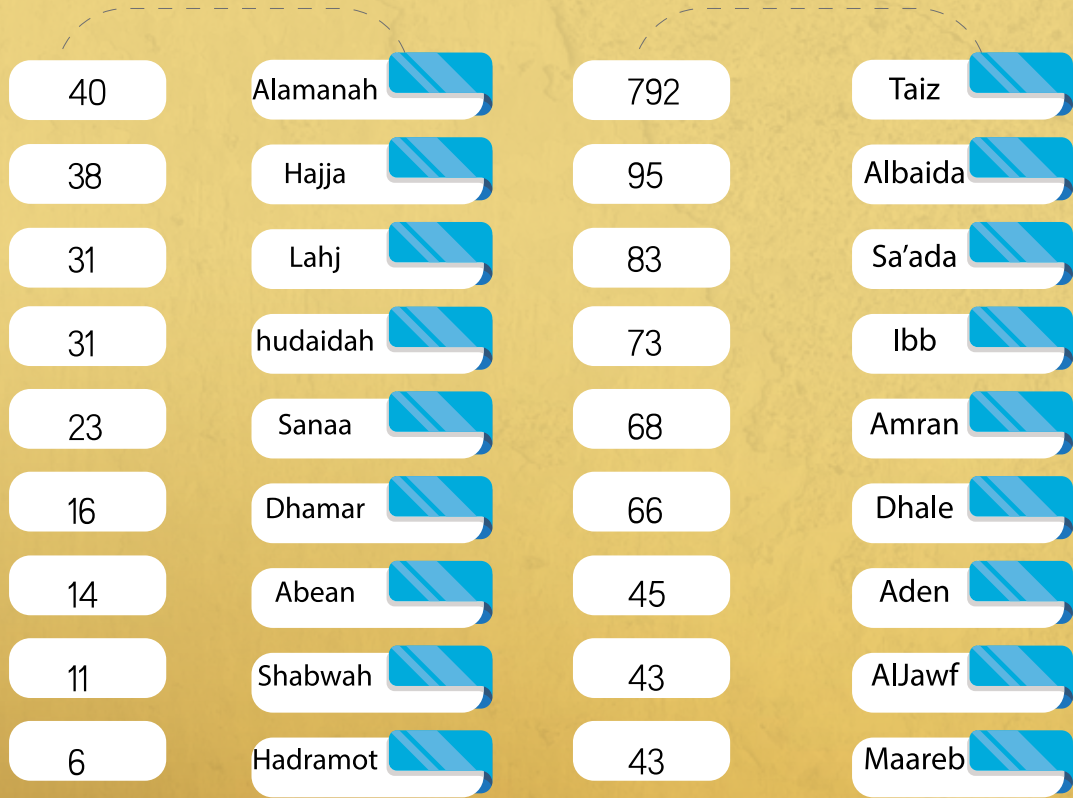 40 Alamanah 792 Taiz
38 Hajja 95 Albaida
31 Lahj 83 Sa'ada
31 hudaidah 73 Ibb
23 Sanaa 68 Amran
16 Dhamar 66 Dhale
14 Abean 45 Aden
11 Shabwah 43 AlJawf
6 Hadramot 43 Maareb